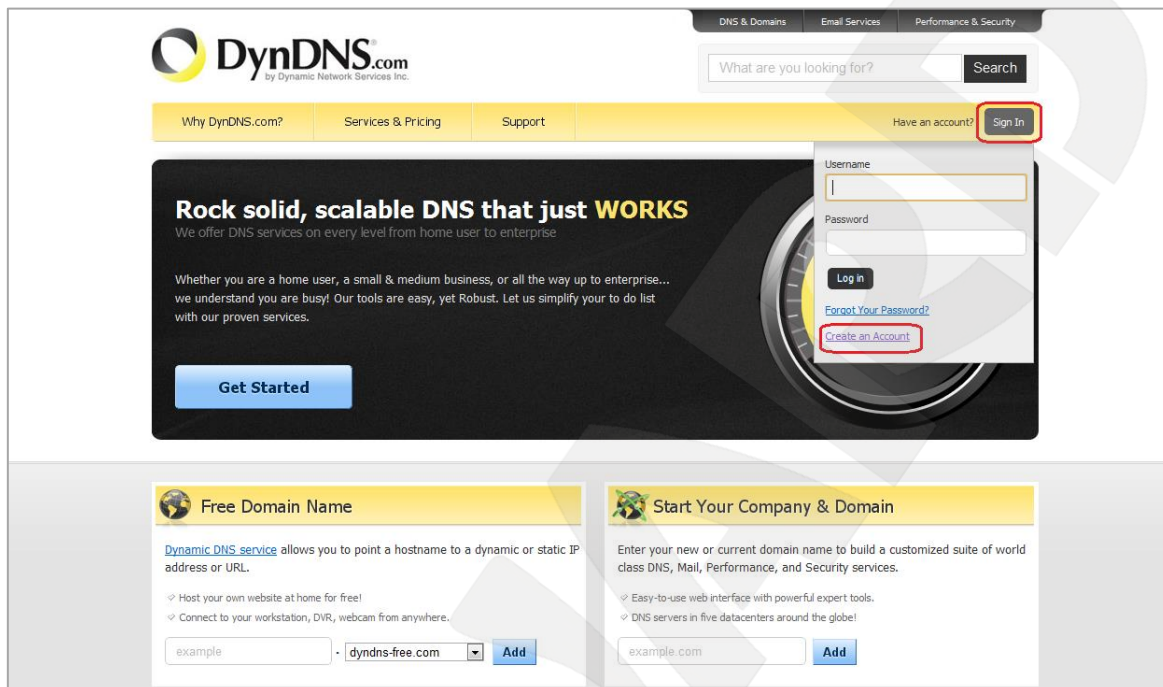 DNS & Domains Email Services Performance & Security
DynDNS.com
by Dynamic Network Services Inc.
What are you looking for? Search
Why DynDNS.com? Services & Pricing Support Have an account? Sign In
Username
Password
Log in
Forgot Your Password?
Create an Account
Rock solid, scalable DNS that just WORKS
We offer DNS services on every level from home user to enterprise
Whether you are a home user, a small & medium business, or all the way up to enterprise...
we understand you are busy! Our tools are easy, yet Robust. Let us simplify your to do list
with our proven services.
Get Started
Free Domain Name
Dynamic DNS service allows you to point a hostname to a dynamic or static IP
address or URL.
Host your own website at home for free!
Connect to your workstation, DVR, webcam from anywhere.
example . dyndns-free.com Add
Start Your Company & Domain
Enter your new or current domain name to build a customized suite of world
class DNS, Mail, Performance, and Security services.
Easy-to-use web interface with powerful expert tools.
DNS servers in five datacenters around the globe!
example.com Add